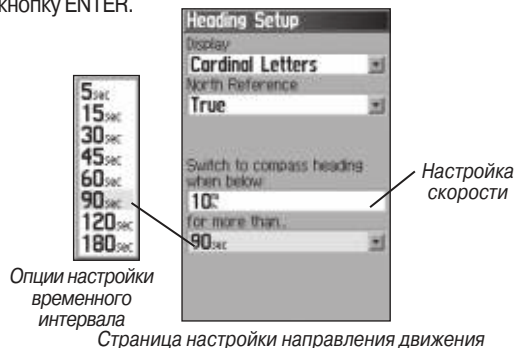 кнопку ENTER.
Heading Setup
Display
Cardinal Letters
North Reference
True
Switch to compass heading
when below
10
for more than..
90sec
5sec
15sec
30sec
45sec
60sec
90sec
120sec
180sec
Настройка
скорости
Опции настройки
временного
интервала
Страница настройки направления движения